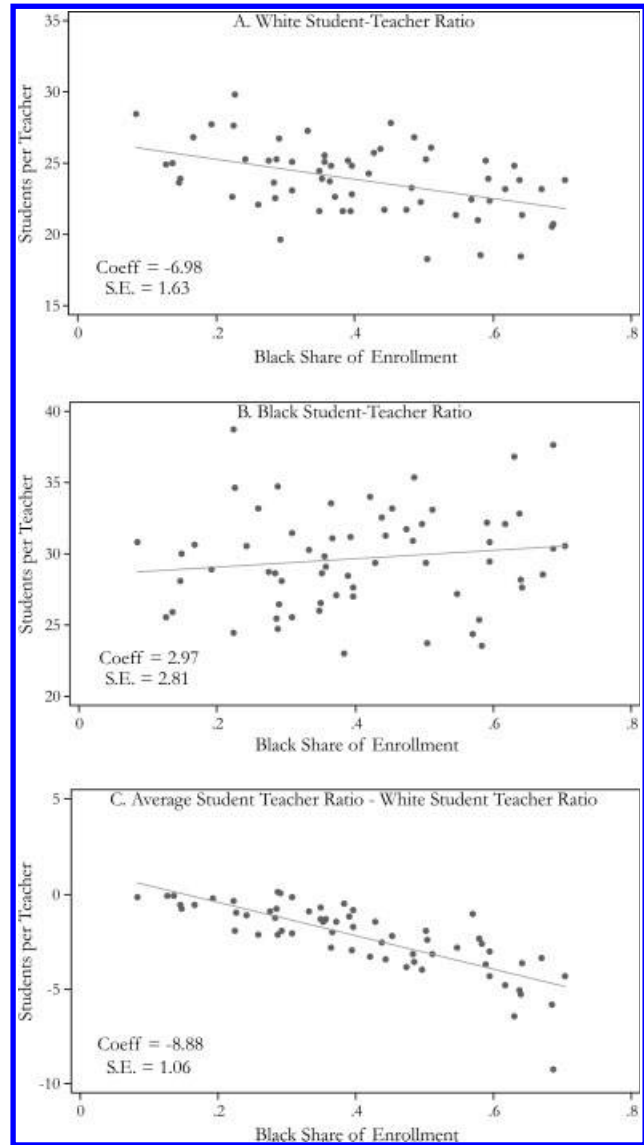 A. White Student-Teacher Ratio
35
30
25
20
15
Students per Teacher
Coeff = -6.98
S.E. = 1.63
0 .2 .4 .6 .8
Black Share of Enrollment
B. Black Student-Teacher Ratio
40
35
30
25
20
Students per Teacher
Coeff = 2.97
S.E. = 2.81
0 .2 .4 .6 .8
Black Share of Enrollment
C. Average Student Teacher Ratio - White Student Teacher Ratio
5
0
-5
-10
Students per Teacher
Coeff = -8.88
S.E. = 1.06
0 .2 .4 .6 .8
Black Share of Enrollment